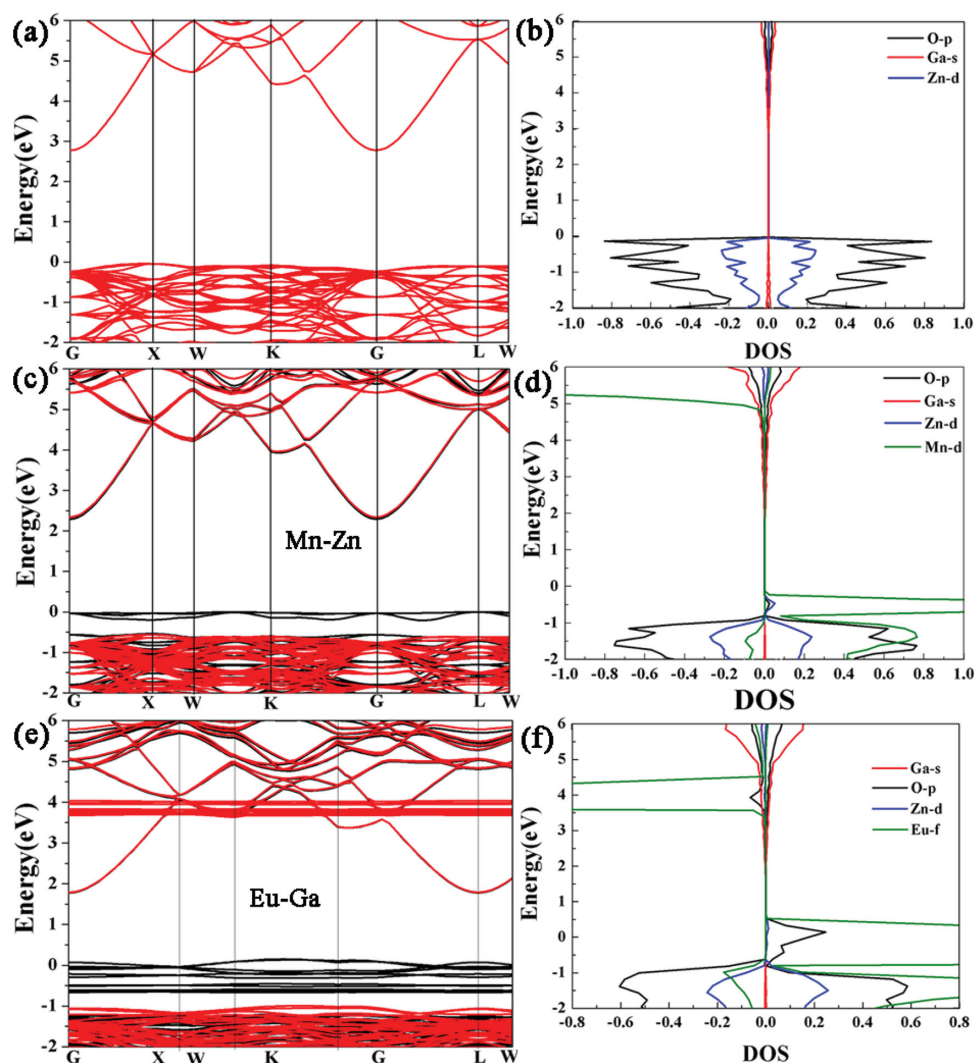 (a)
Energy(eV)
6
5
4
3
2
1
0
-1
-2
G X W K G L W
(b)
Energy(eV)
6
5
4
3
2
1
0
-1
-2
O-p
Ga-s
Zn-d
-1.0 -0.8 -0.6 -0.4 -0.2 0.0 0.2 0.4 0.6 0.8 1.0
DOS
(c)
Energy(eV)
6
5
4
3
2
1
0
-1
-2
Mn-Zn
G X W K G L W
(d)
Energy(eV)
6
5
4
3
2
1
0
-1
-2
O-p
Ga-s
Zn-d
Mn-d
-1.0 -0.8 -0.6 -0.4 -0.2 0.0 0.2 0.4 0.6 0.8 1.0
DOS
(e)
Energy(eV)
6
5
4
3
2
1
0
-1
-2
Eu-Ga
G X W K G L W
(f)
Energy(eV)
6
5
4
3
2
1
0
-1
-2
Ga-s
O-p
Zn-d
Eu-f
-0.8 -0.6 -0.4 -0.2 0.0 0.2 0.4 0.6 0.8
DOS